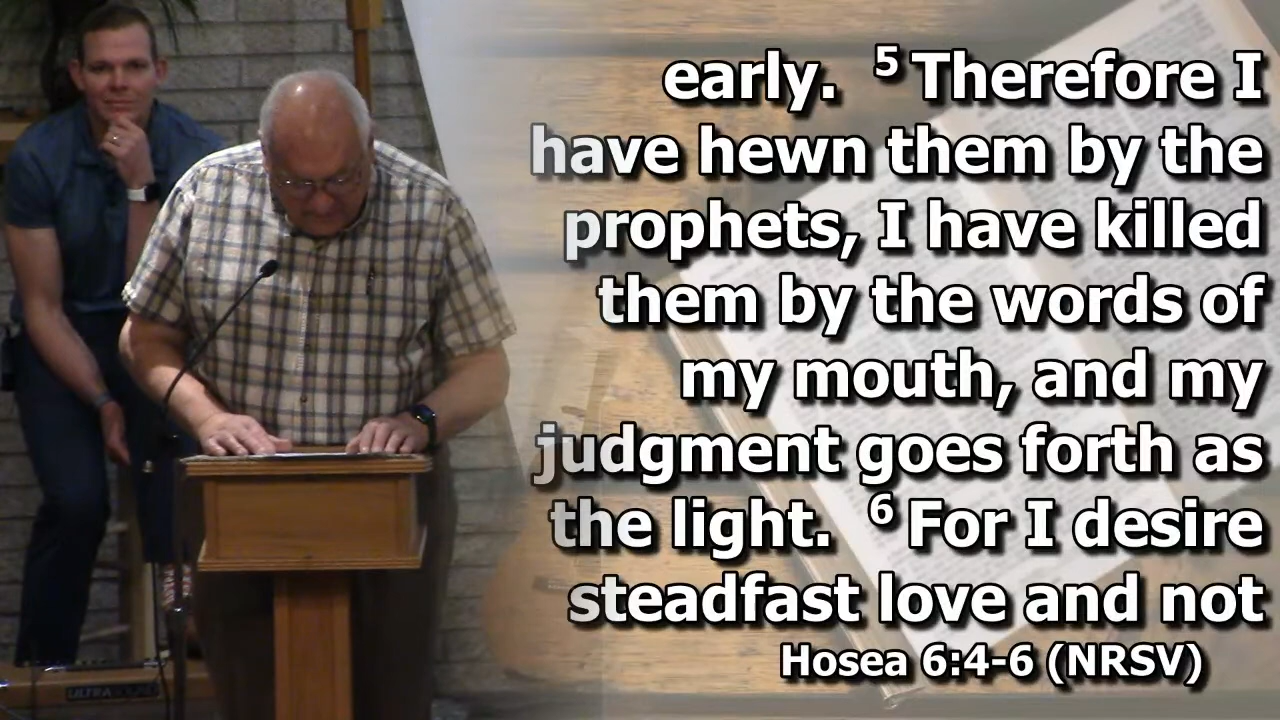 early. 5 Therefore I
have hewn them by the
prophets, I have killed
them by the words of
my mouth, and my
judgment goes forth as
the light. 6 For I desire
steadfast love and not
Hosea 6:4-6 (NRSV)